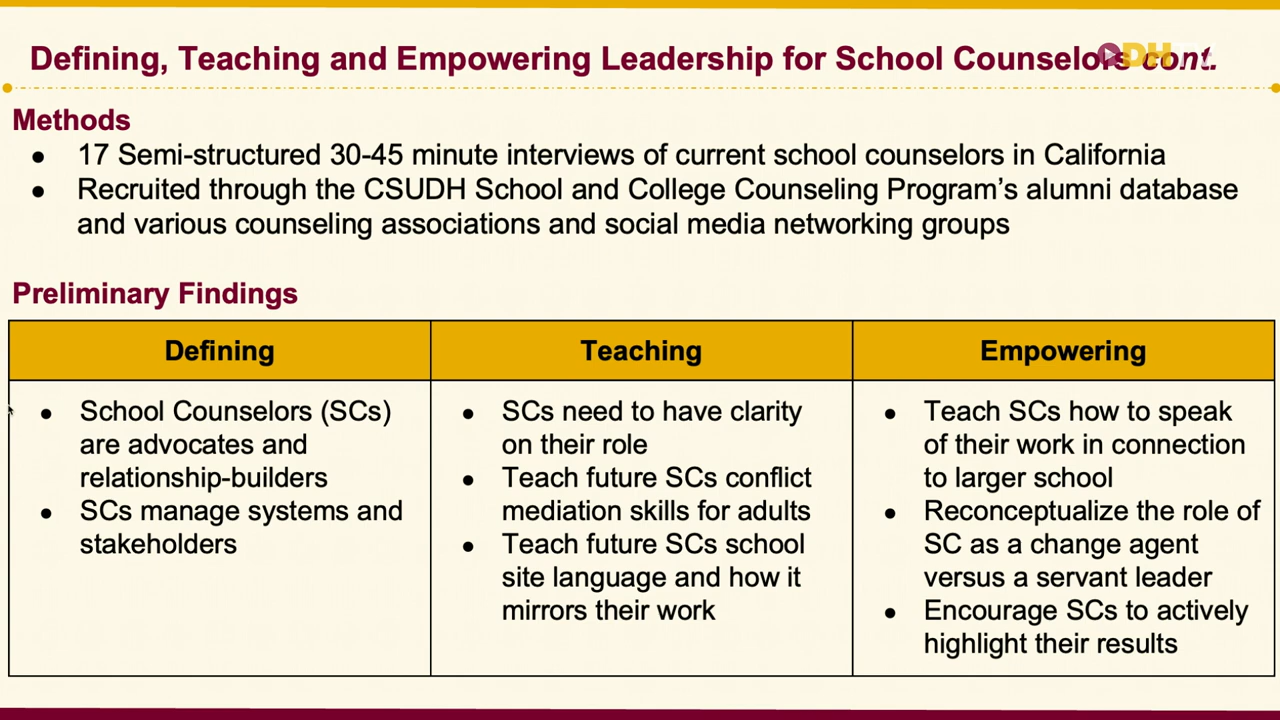 Defining, Teaching and Empowering Leadership for School Counselors cont.
DH
Methods
● 17 Semi-structured 30-45 minute interviews of current school counselors in California
● Recruited through the CSUDH School and College Counseling Program’s alumni database
and various counseling associations and social media networking groups
Preliminary Findings
Defining
● School Counselors (SCs)
are advocates and
relationship-builders
● SCs manage systems and
stakeholders
Teaching
● SCs need to have clarity
on their role
● Teach future SCs conflict
mediation skills for adults
● Teach future SCs school
site language and how it
mirrors their work
Empowering
● Teach SCs how to speak
of their work in connection
to larger school
● Reconceptualize the role of
SC as a change agent
versus a servant leader
● Encourage SCs to actively
highlight their results